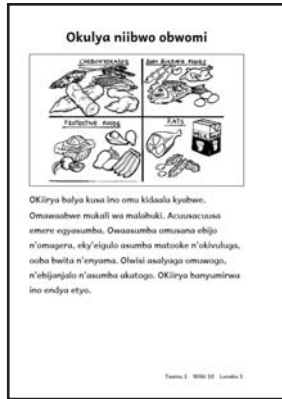 Okulya niibwo obwomi
CARBOHYDRATES
BODY BUILDING FOODS
PROTECTIVE FOODS
FATS
OKiirya balya kusa ino omu kidaala kyabwe.
Omawaabwe mukali wa malabuki. Acuusacuusa
emere egyasumba. Owaasumba omusana ebijo
n'omagera, eky'eigulo asumba matooke n'okivuluga,
ooba bwita n'enyama. Olwisi asalyaga omuwogo,
n'ebijanjalo n'asumba akatogo. OKiirya banyumirwa
ino endya etyo.
Taamu 1 Wiiki 10 Lunaku 1